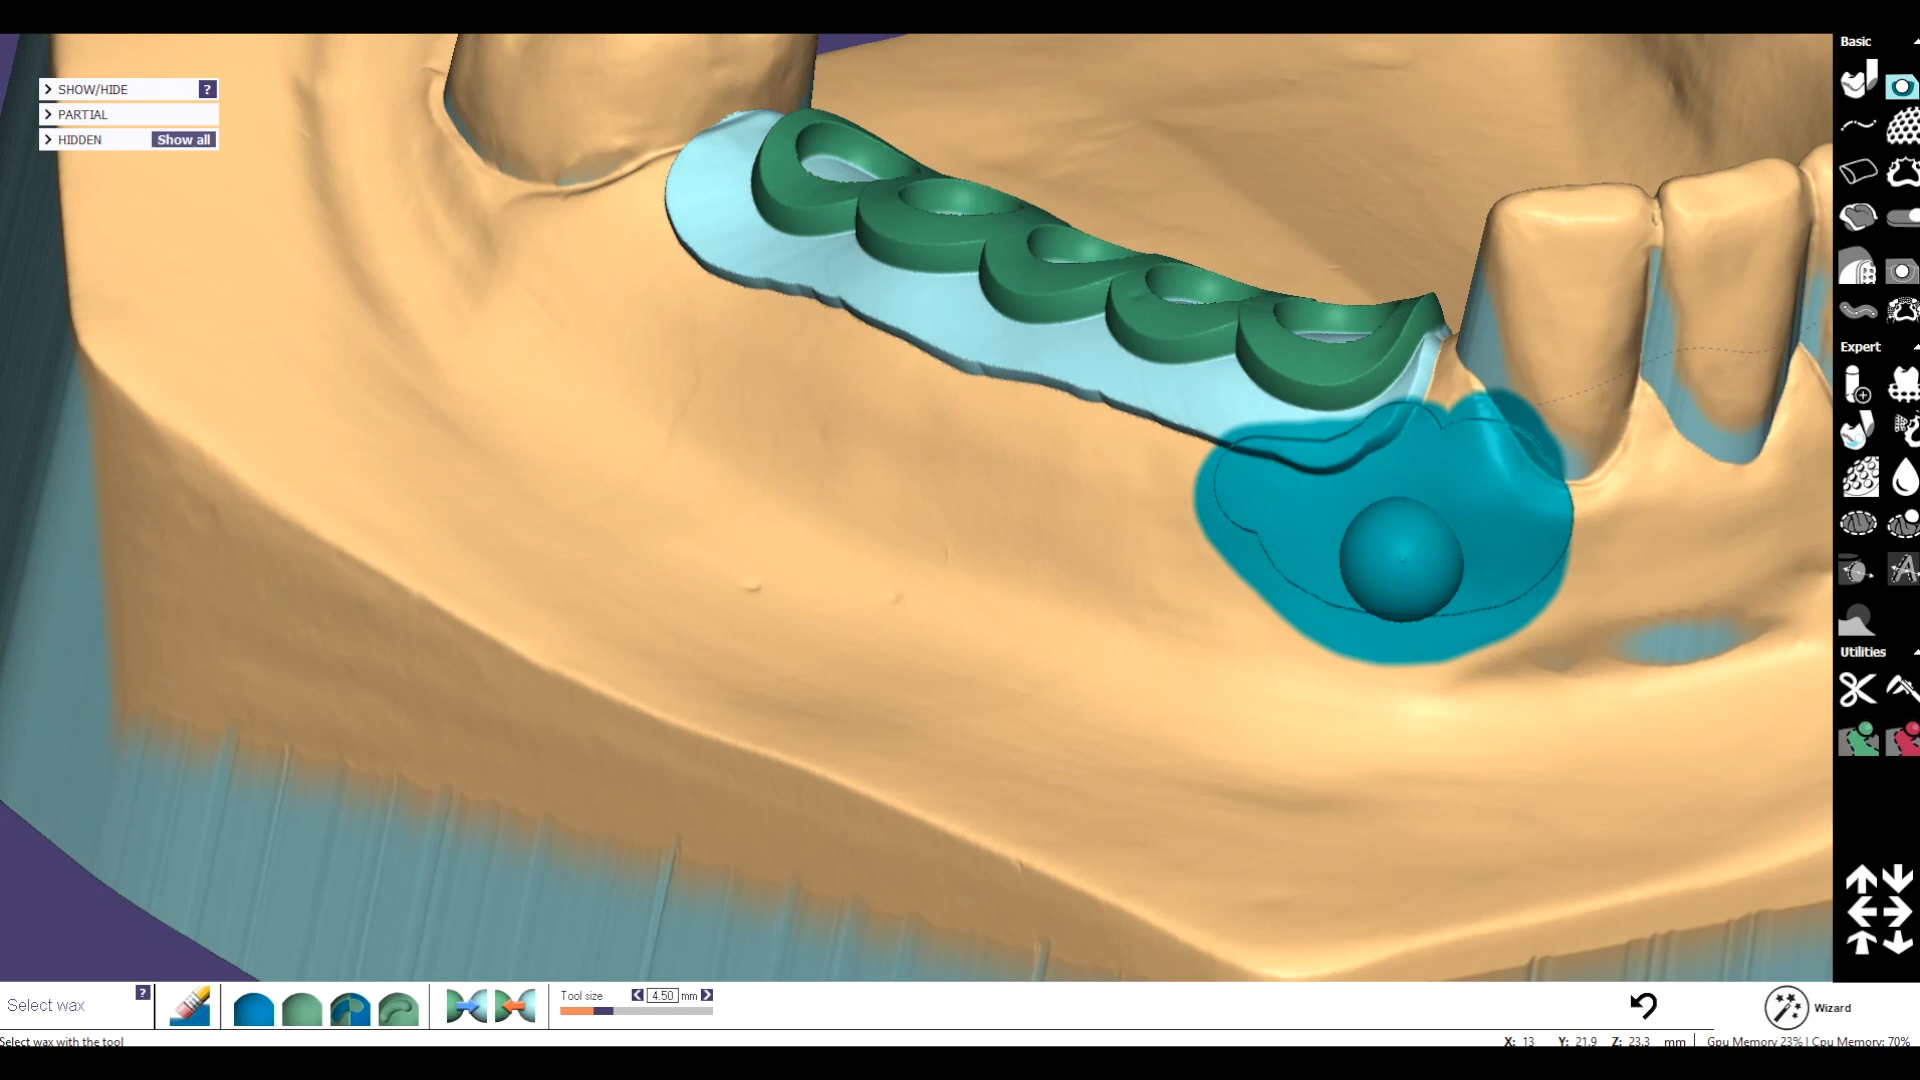 SHOW/HIDE ?
PARTIAL
HIDDEN Show all
Basic
Expert
Utilities
Select wax ?
Tool size 4.50 mm
Wizard
Select wax with the tool
X: 13 Y: 21.9 Z: 23.3 mm Gpu Memory 23% | Cpu Memory: 70%